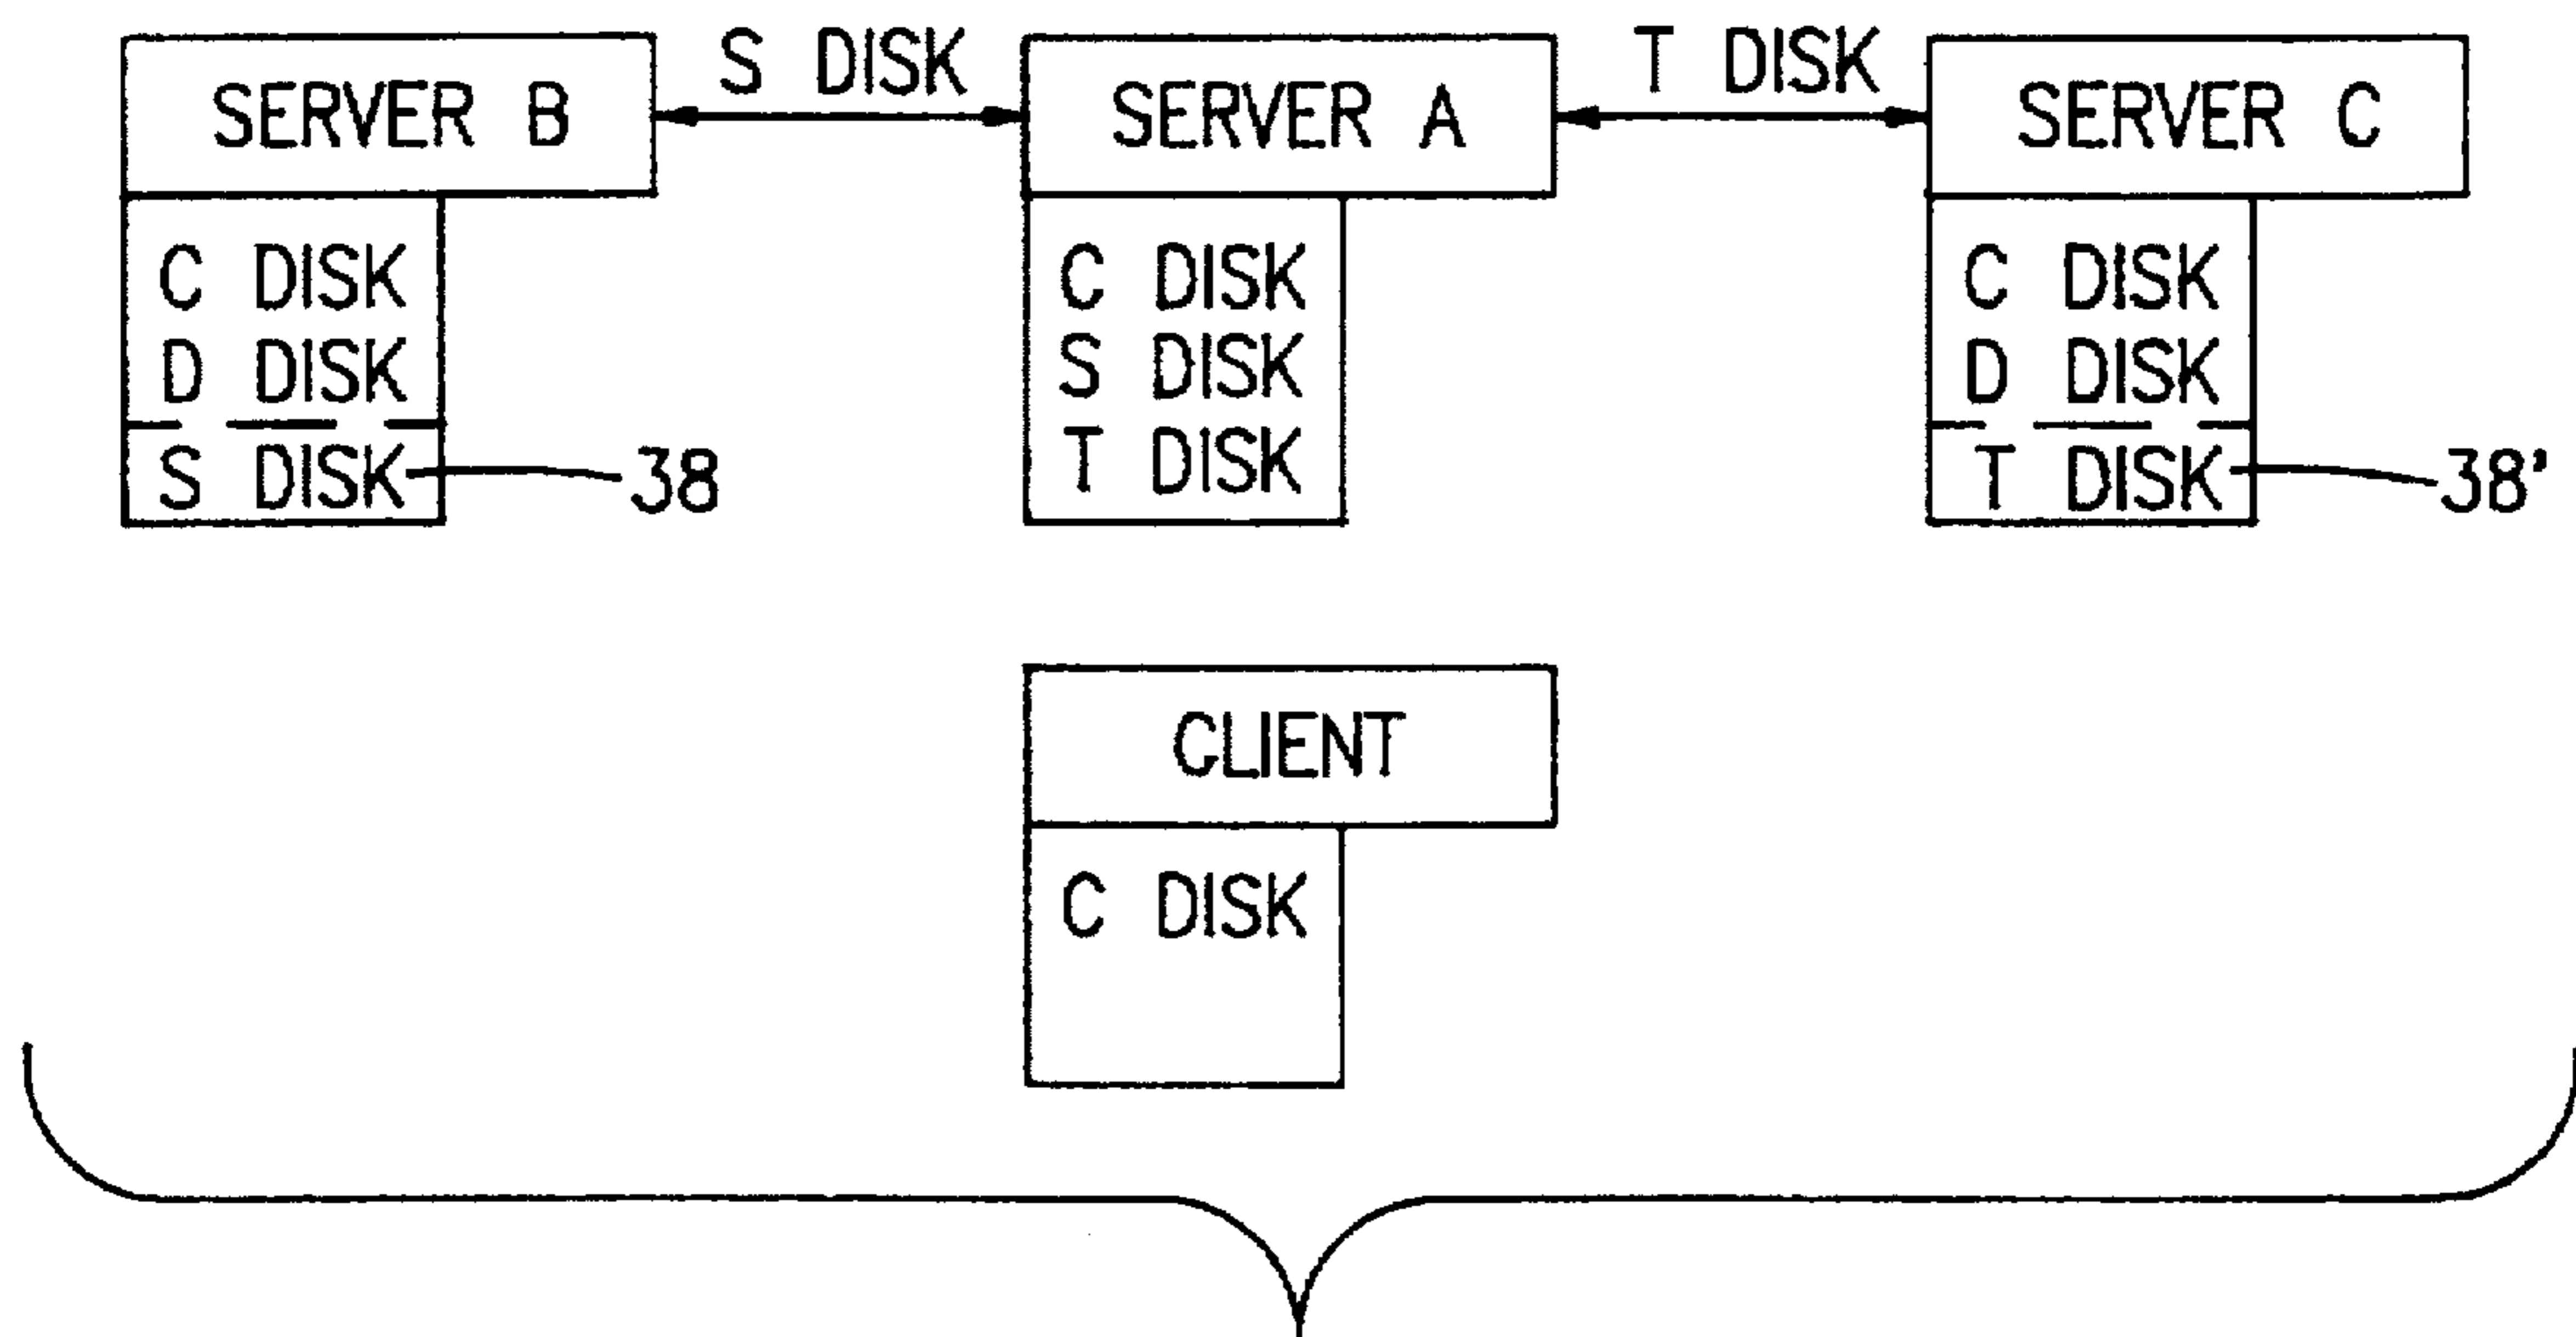 S DISK
T DISK
SERVER B
SERVER A
SERVER C
C DISK
D DISK
S DISK
38
C DISK
S DISK
T DISK
C DISK
D DISK
T DISK
38'
CLIENT
C DISK